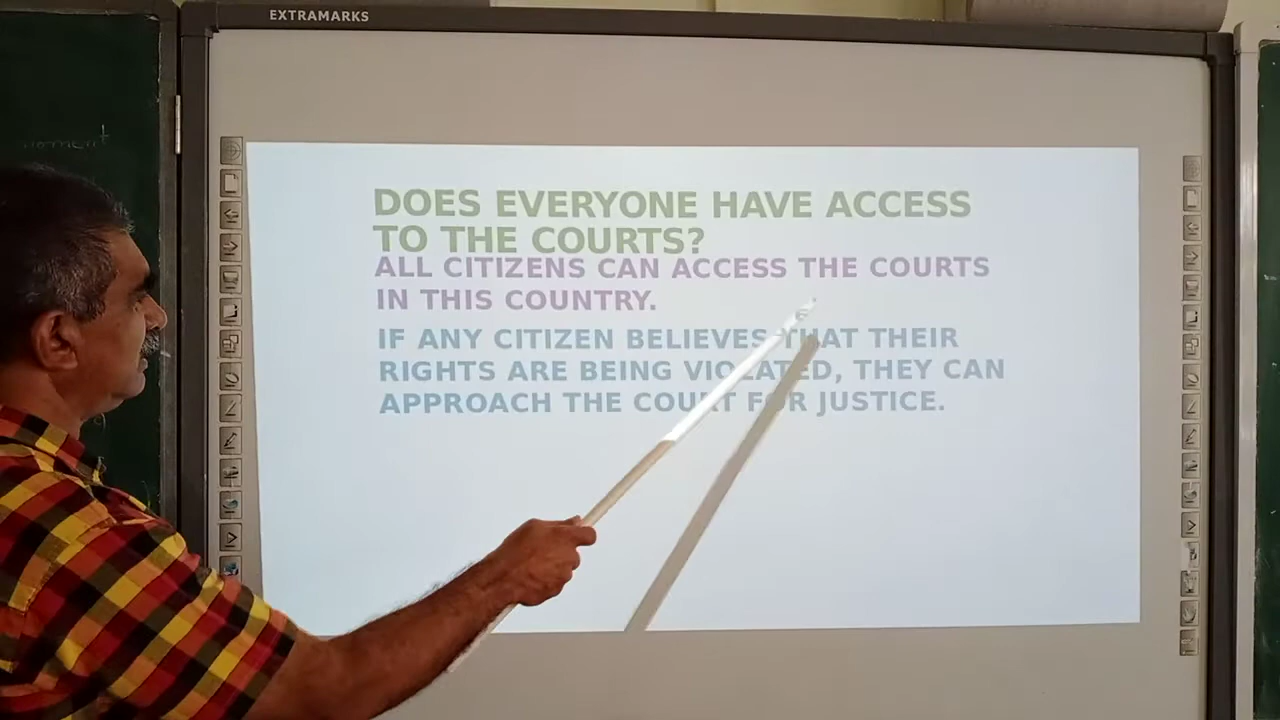 EXTRAMARKS
DOES EVERYONE HAVE ACCESS
TO THE COURTS?
ALL CITIZENS CAN ACCESS THE COURTS
IN THIS COUNTRY.
IF ANY CITIZEN BELIEVES THAT THEIR
RIGHTS ARE BEING VIOLATED, THEY CAN
APPROACH THE COURT FOR JUSTICE.